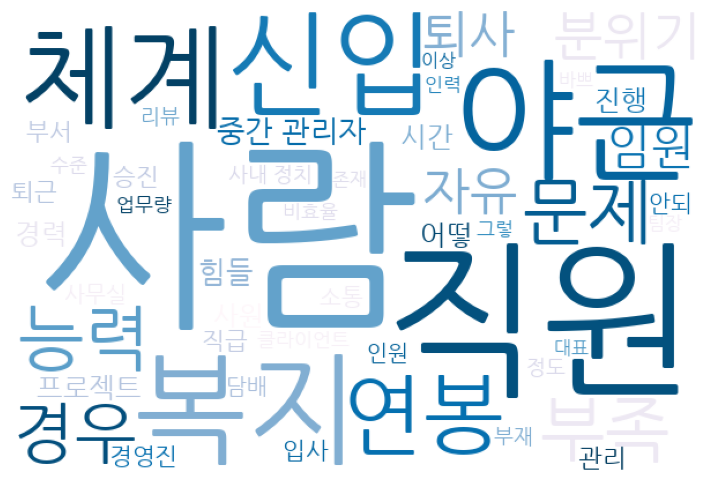 체계
신입
퇴사
분위기
이상
인력
바쁘
야근
진행
임원
리뷰
중간 관리자
시간
부서
수준
승진
사내 정치
존재
퇴근
업무량
사람
자유
문제
안되
팀장
비효율
그렇
어떻
경력
힘들
직원
사무실
사원
소통
능력
직급
클라이언트
인원
대표
프로젝트
담배
복지
연봉
정도
부족
경우
경영진
입사
부재
관리